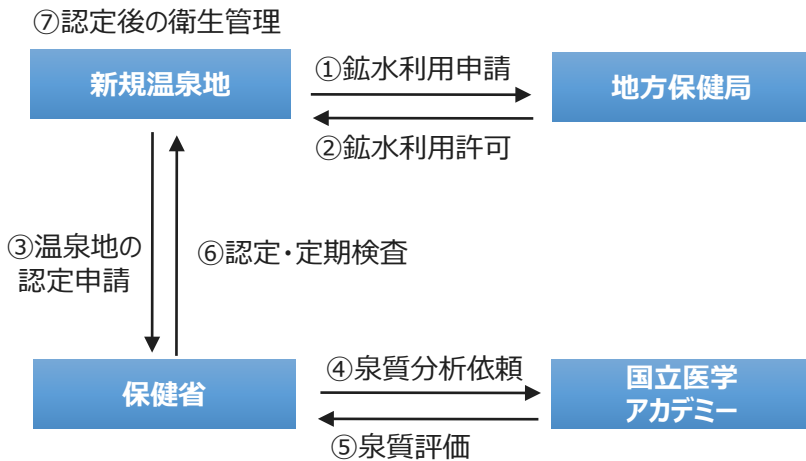 ⑦認定後の衛生管理
新規温泉地
①鉱水利用申請
地方保健局
②鉱水利用許可
③温泉地の
認定申請
⑥認定・定期検査
保健省
④泉質分析依頼
国立医学
アカデミー
⑤泉質評価